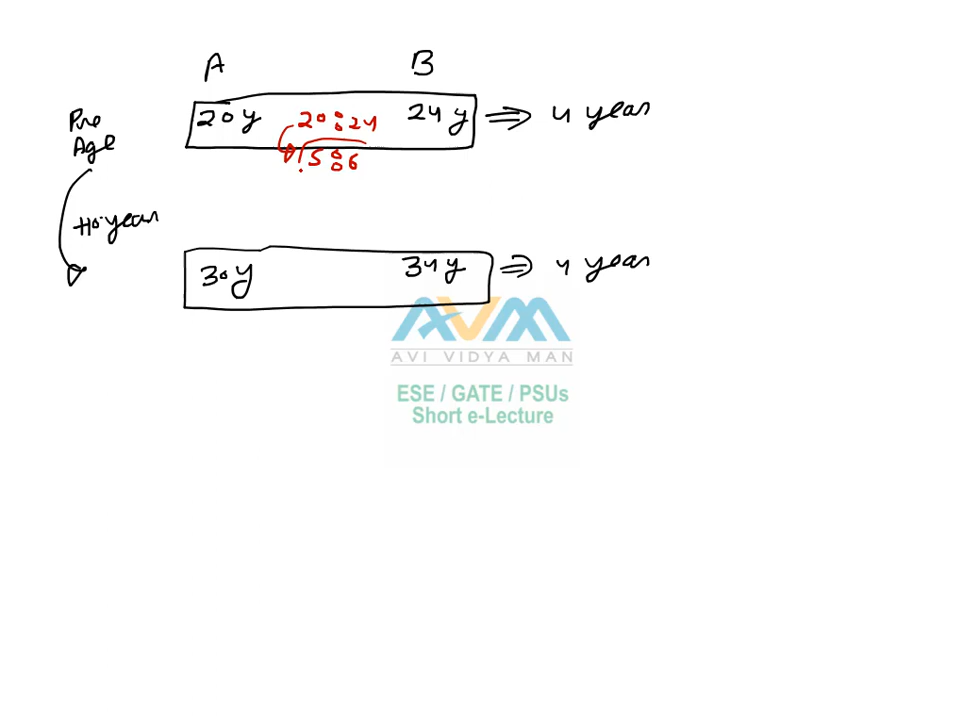 A B
Pre Age
20 y 20 : 24 24 y ⇒ 4 year
5 : 6
+10 year
30 y 34 y ⇒ 4 year
AVM
AVI VIDYA MAN
ESE / GATE / PSUs
Short e-Lecture